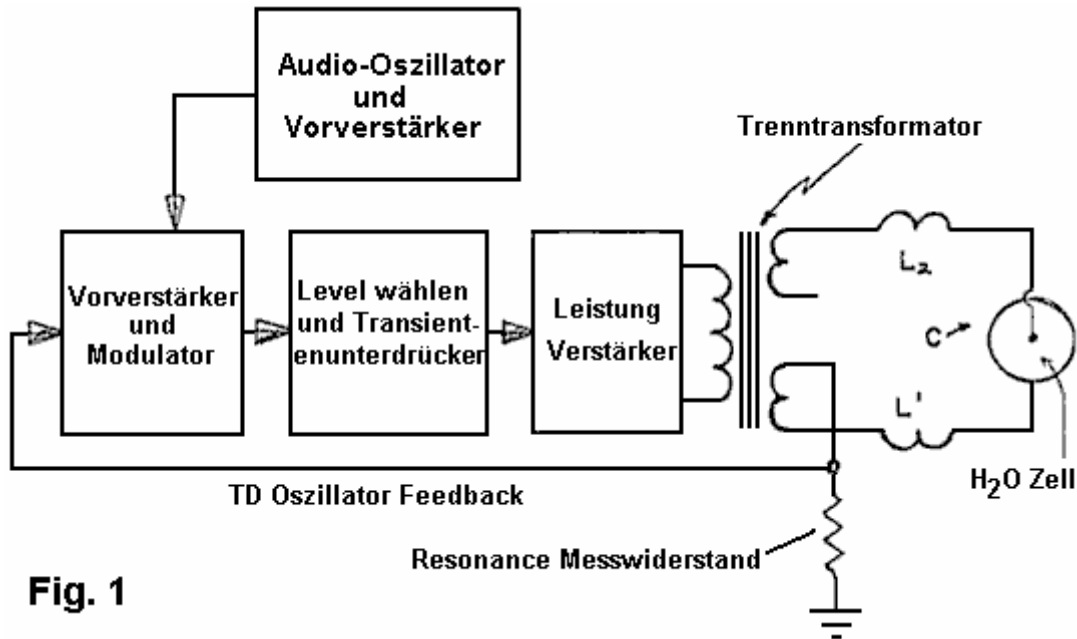 Audio-Oszillator
und
Vorverstärker
Trenntransformator
Vorverstärker
und
Modulator
Level wählen
und Transient-
enunterdrücker
Leistung
Verstärker
L2
C
L'
H2O Zell
TD Oszillator Feedback
Resonance Messwiderstand
Fig. 1